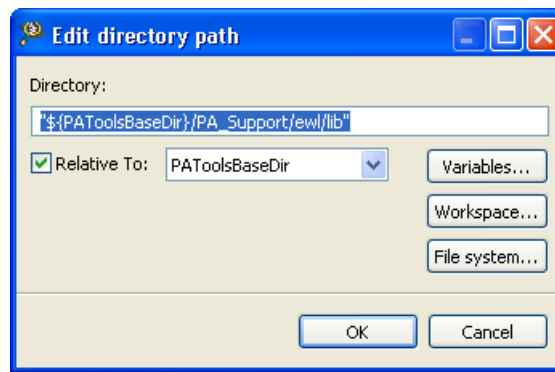 Edit directory path
Directory:
"${PAToolsBaseDir}/PA_Support/ewl/lib"
Relative To: PAToolsBaseDir Variables...
Workspace...
File system...
OK Cancel